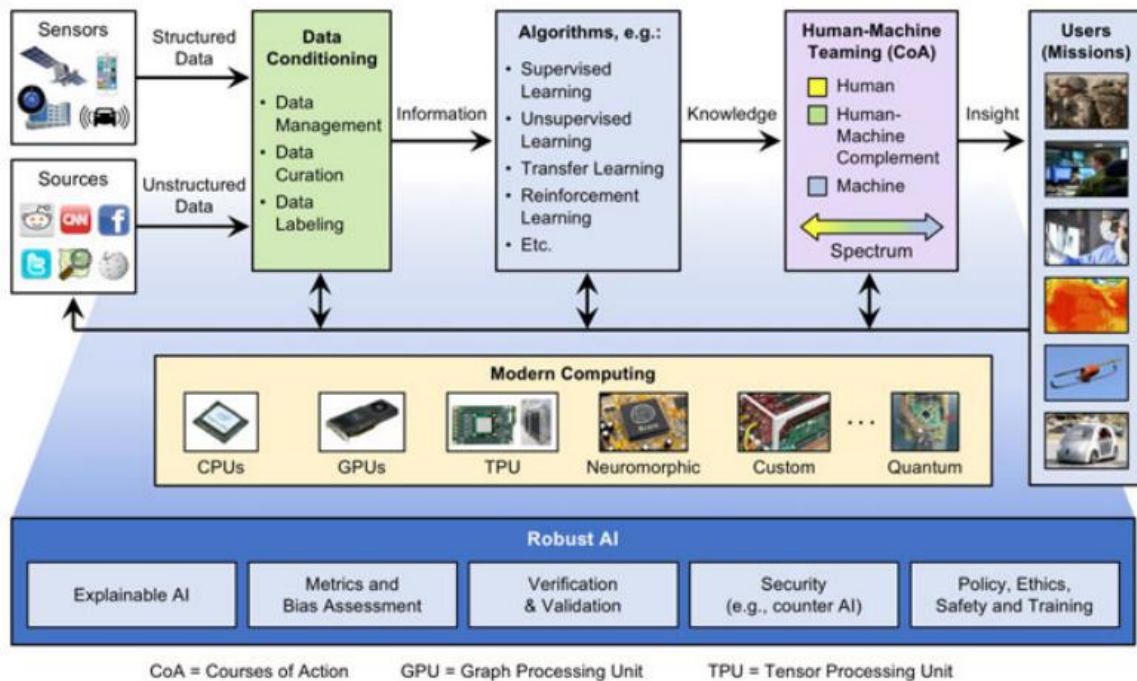 Sensors
Structured
Data
Sources
CNN
Unstructured
Data
Data
Conditioning
• Data
Management
• Data
Curation
• Data
Labeling
Information
Algorithms, e.g.:
• Supervised
Learning
• Unsupervised
Learning
• Transfer Learning
• Reinforcement
Learning
• Etc.
Knowledge
Human-Machine
Teaming (CoA)
Human
Human-
Machine
Complement
Machine
Spectrum
Insight
Users
(Missions)
Modern Computing
CPUs
GPUs
TPU
Neuromorphic
Custom
...
Quantum
Robust AI
Explainable AI
Metrics and
Bias Assessment
Verification
& Validation
Security
(e.g., counter AI)
Policy, Ethics,
Safety and Training
CoA = Courses of Action
GPU = Graph Processing Unit
TPU = Tensor Processing Unit